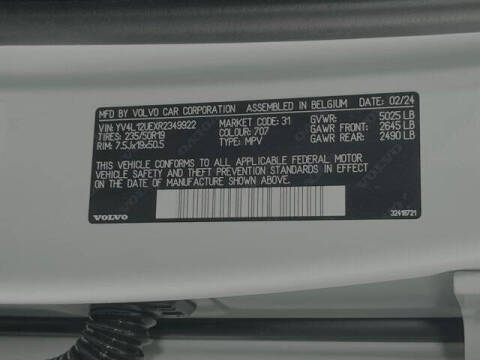 MFD BY VOLVO CAR CORPORATION ASSEMBLED IN BELGIUM DATE: 02/24
VIN: YV4L12UEXR2349922 MARKET CODE: 31 GVWR: 5025 LB
TIRES: 235/50R19 COLOUR: 707 GAWR FRONT: 2645 LB
RIM: 7.5Jx19x50.5 TYPE: MPV GAWR REAR: 2490 LB
THIS VEHICLE CONFORMS TO ALL APPLICABLE FEDERAL MOTOR
VEHICLE SAFETY AND THEFT PREVENTION STANDARDS IN EFFECT
ON THE DATE OF MANUFACTURE SHOWN ABOVE
VOLVO 32418721